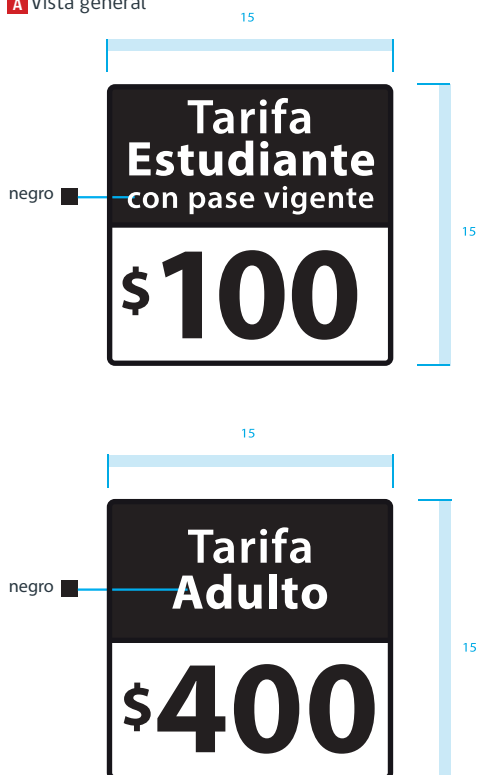 A Vista general
15
Tarifa
Estudiante
con pase vigente
negro
15
$100
15
Tarifa
Adulto
negro
15
$400